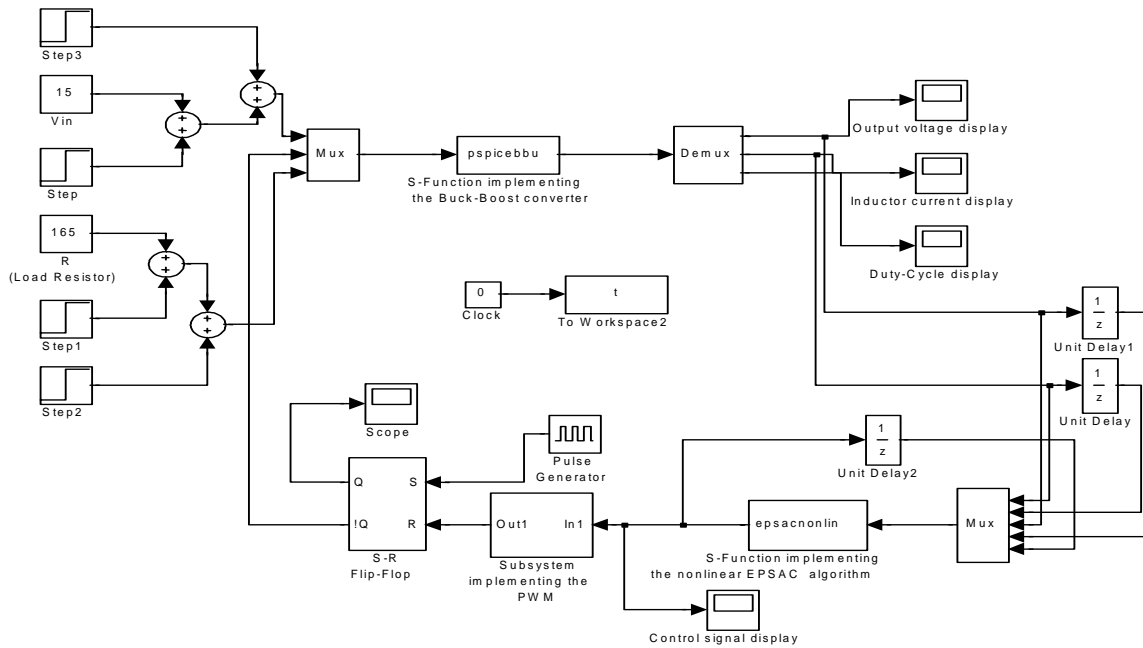 Step3
15
Vin
+
+
+
+
Step
165
R
(Load Resistor)
+
+
Step1
+
+
Step2
Mux
pspicebbu
S-Function implementing
the Buck-Boost converter
Demux
Output voltage display
Inductor current display
Duty-Cycle display
0
Clock
t
To Workspace2
1
z
Unit Delay1
1
z
Unit Delay
1
z
Unit Delay2
Scope
Pulse
Generator
Q
S
!Q
R
S-R
Flip-Flop
Out1
In1
Subsystem
implementing the
PWM
epsacnonlin
S-Function implementing
the nonlinear EPSAC algorithm
Mux
Control signal display